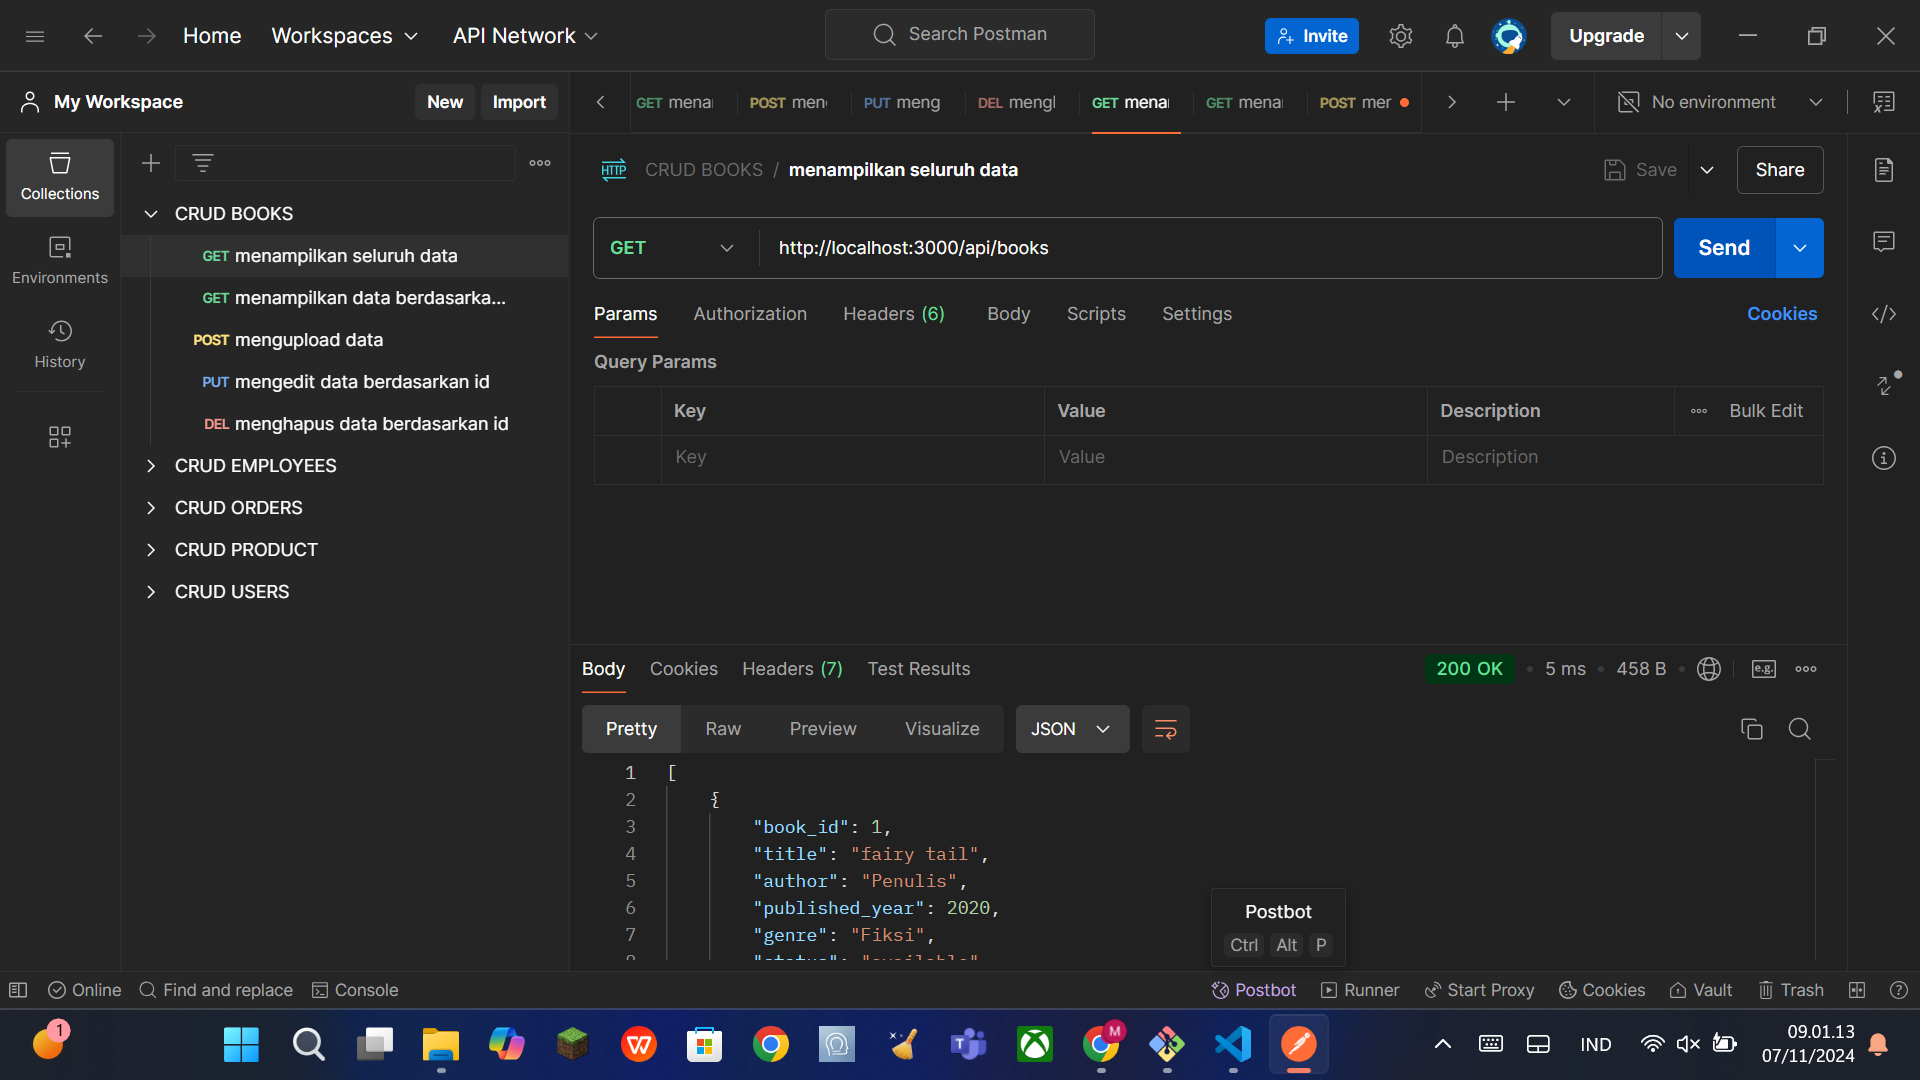 Home Workspaces API Network Search Postman Invite Upgrade
My Workspace New Import GET menai POST men PUT meng DEL mengl GET menai GET menai POST mer No environment
Collections
Environments
History
CRUD BOOKS
GET menampilkan seluruh data
GET menampilkan data berdasarka...
POST mengupload data
PUT mengedit data berdasarkan id
DEL menghapus data berdasarkan id
CRUD EMPLOYEES
CRUD ORDERS
CRUD PRODUCT
CRUD USERS
HTTP CRUD BOOKS / menampilkan seluruh data Save Share
GET http://localhost:3000/api/books Send
Params Authorization Headers (6) Body Scripts Settings Cookies
Query Params
Key Value Description Bulk Edit
Key Value Description
Body Cookies Headers (7) Test Results 200 OK 5 ms 458 B e.g.
Pretty Raw Preview Visualize JSON
1 [
2 {
3 "book_id": 1,
4 "title": "fairy tail",
5 "author": "Penulis",
6 "published_year": 2020,
7 "genre": "Fiksi",
8 "status": "available"
Postbot
Ctrl Alt P
Online Find and replace Console Postbot Runner Start Proxy Cookies Vault Trash
1 M IND 09.01.13
07/11/2024